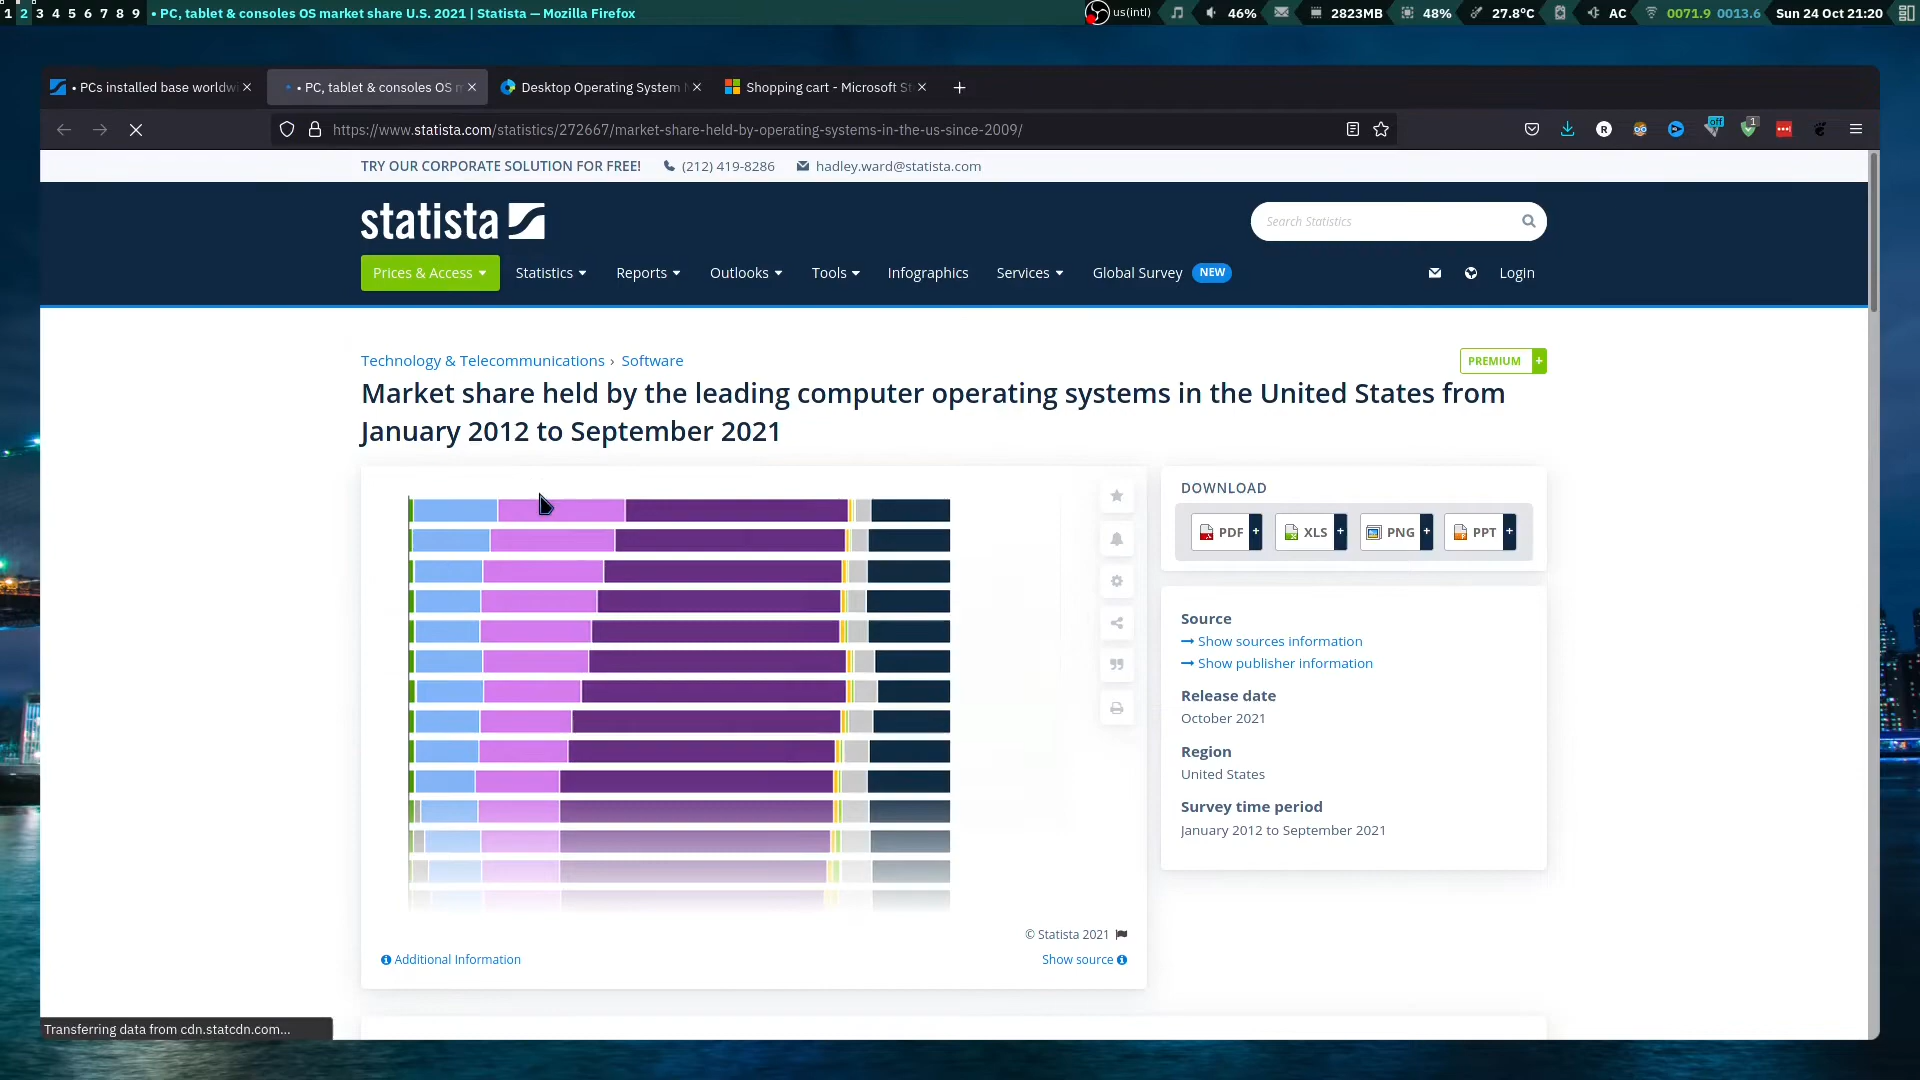 1 2 3 4 5 6 7 8 9 • PC, tablet & consoles OS market share U.S. 2021 | Statista — Mozilla Firefox
us(intl) 46% 2823MB 48% 27.8°C AC 0071.9 0013.6 Sun 24 Oct 21:20
• PCs installed base worldw
• PC, tablet & consoles OS m
Desktop Operating System
Shopping cart - Microsoft St
https://www.statista.com/statistics/272667/market-share-held-by-operating-systems-in-the-us-since-2009/
R
off
1
TRY OUR CORPORATE SOLUTION FOR FREE! (212) 419-8286 hadley.ward@statista.com
statista
Search Statistics
Prices & Access Statistics Reports Outlooks Tools Infographics Services Global Survey NEW Login
Technology & Telecommunications › Software
PREMIUM +
Market share held by the leading computer operating systems in the United States from
January 2012 to September 2021
DOWNLOAD
PDF + XLS + PNG + PPT +
Source
→ Show sources information
→ Show publisher information
Release date
October 2021
Region
United States
Survey time period
January 2012 to September 2021
© Statista 2021
Additional Information
Show source
Transferring data from cdn.statcdn.com…